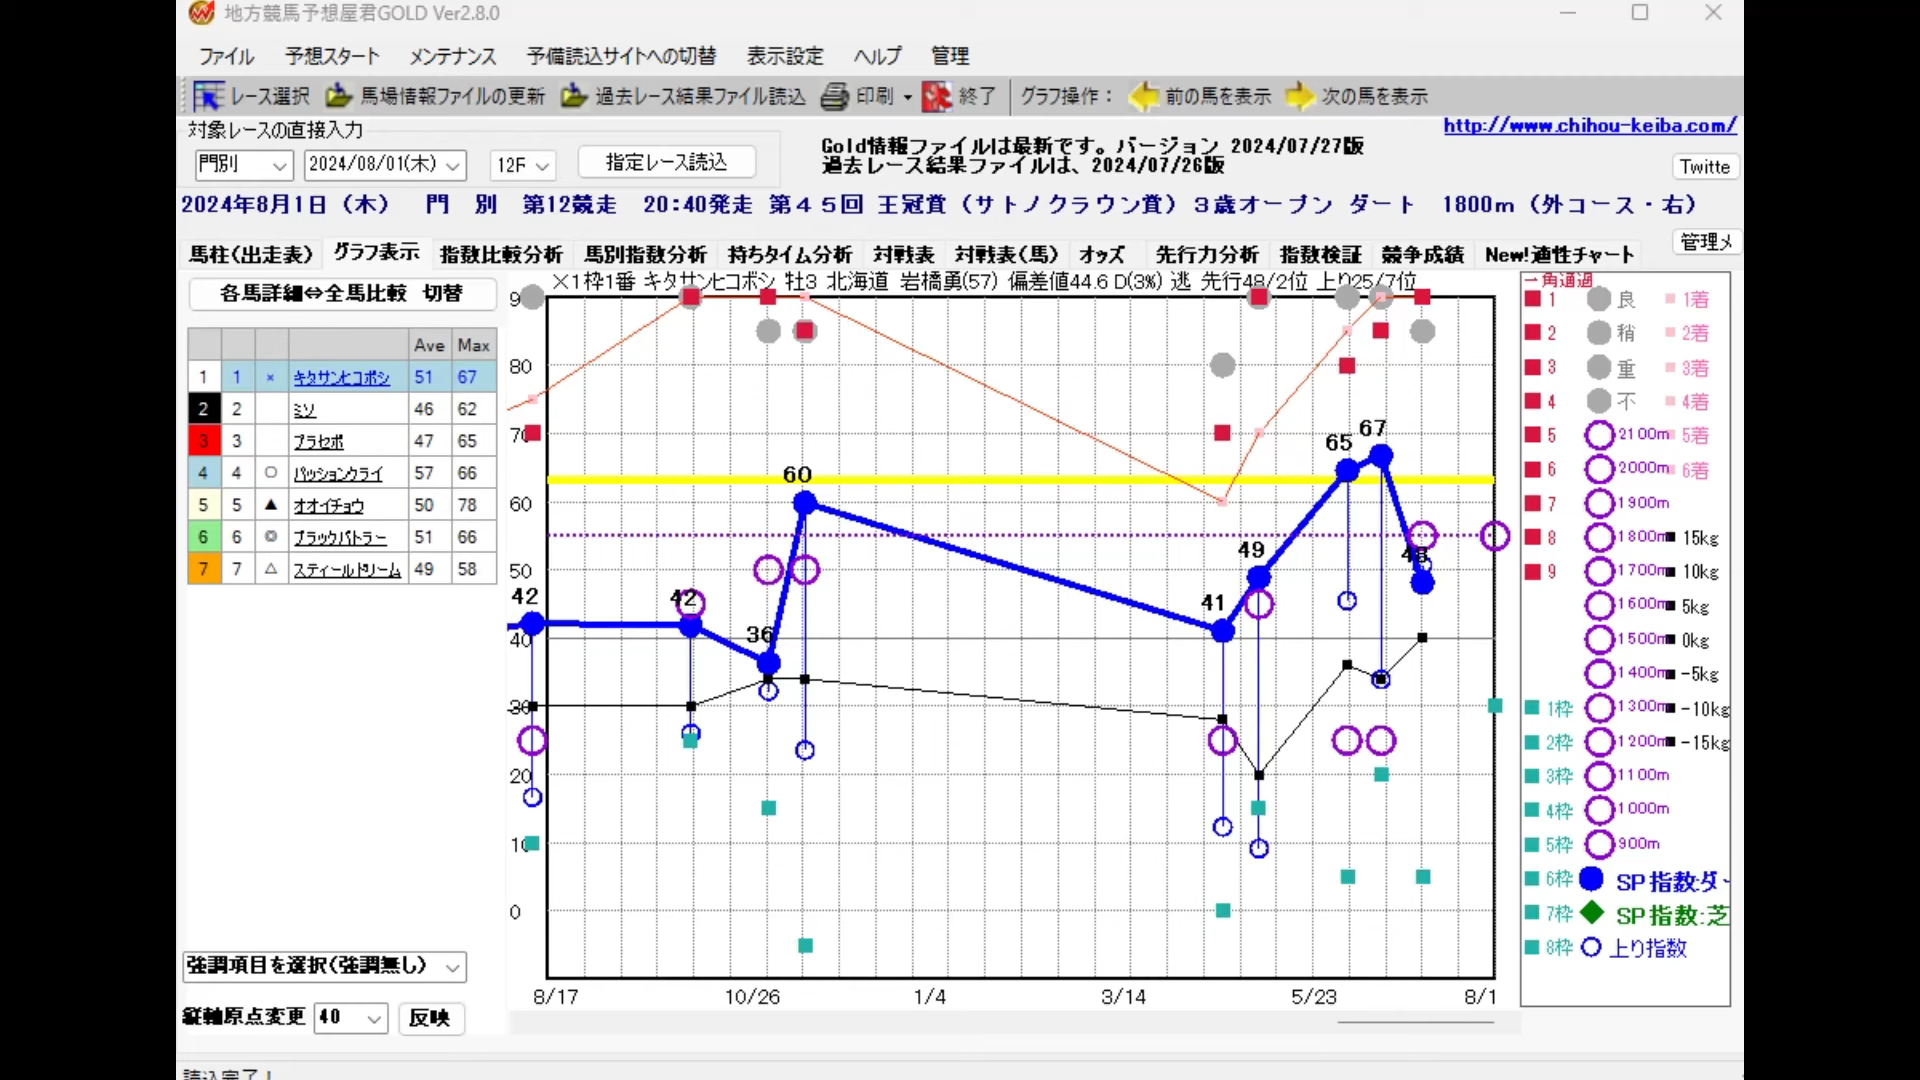 地方競馬予想屋君GOLD Ver2.8.0
ファイル 予想スタート メンテナンス 予備読込サイトへの切替 表示設定 ヘルプ 管理
レース選択 馬場情報ファイルの更新 過去レース結果ファイル読込 印刷 終了 グラフ操作： 前の馬を表示 次の馬を表示
対象レースの直接入力
http://www.chihou-keiba.com/
門別 2024/08/01(木) 12R 指定レース読込
Gold情報ファイルは最新です。バージョン 2024/07/27版
過去レース結果ファイルは、2024/07/26版
Twitte
2024年8月1日（木） 門 別 第12競走 20:40発走 第４５回 王冠賞（サトノクラウン賞）３歳オープン ダート 1800m（外コース・右）
管理メ
馬柱(出走表) グラフ表示 指数比較分析 馬別指数分析 持ちタイム分析 対戦表 対戦表(馬) オッズ 先行力分析 指数検証 競争成績 New!適性チャート
各馬詳細⇔全馬比較 切替
×1枠1番 キタサンヒコボシ 牡3 北海道 岩橋勇(57) 偏差値44.6 D(3%) 逃 先行48/2位 上り25/7位
Ave Max
1 1 × キタサンヒコボシ 51 67
2 2 ミソ 46 62
3 3 プラセボ 47 65
4 4 ○ パッションクライ 57 66
5 5 ▲ オオイチョウ 50 78
6 6 ◎ ブラックバトラー 51 66
7 7 △ スティールドリーム 49 58
強調項目を選択(強調無し)
縦軸原点変更 40 反映
9
80
70
60
50
40
30
20
10
0
42
42
36
60
41
49
65
67
48
8/17 10/26 1/4 3/14 5/23 8/1
一角通過
1 良 1着
2 稍 2着
3 重 3着
4 不 4着
5 2100m 5着
6 2000m 6着
7 1900m
8 1800m 15kg
9 1700m 10kg
1600m 5kg
1500m 0kg
1400m -5kg
1枠 1300m -10kg
2枠 1200m -15kg
3枠 1100m
4枠 1000m
5枠 900m
6枠 SP指数:ダ
7枠 SP指数:芝
8枠 上り指数
読込完了！